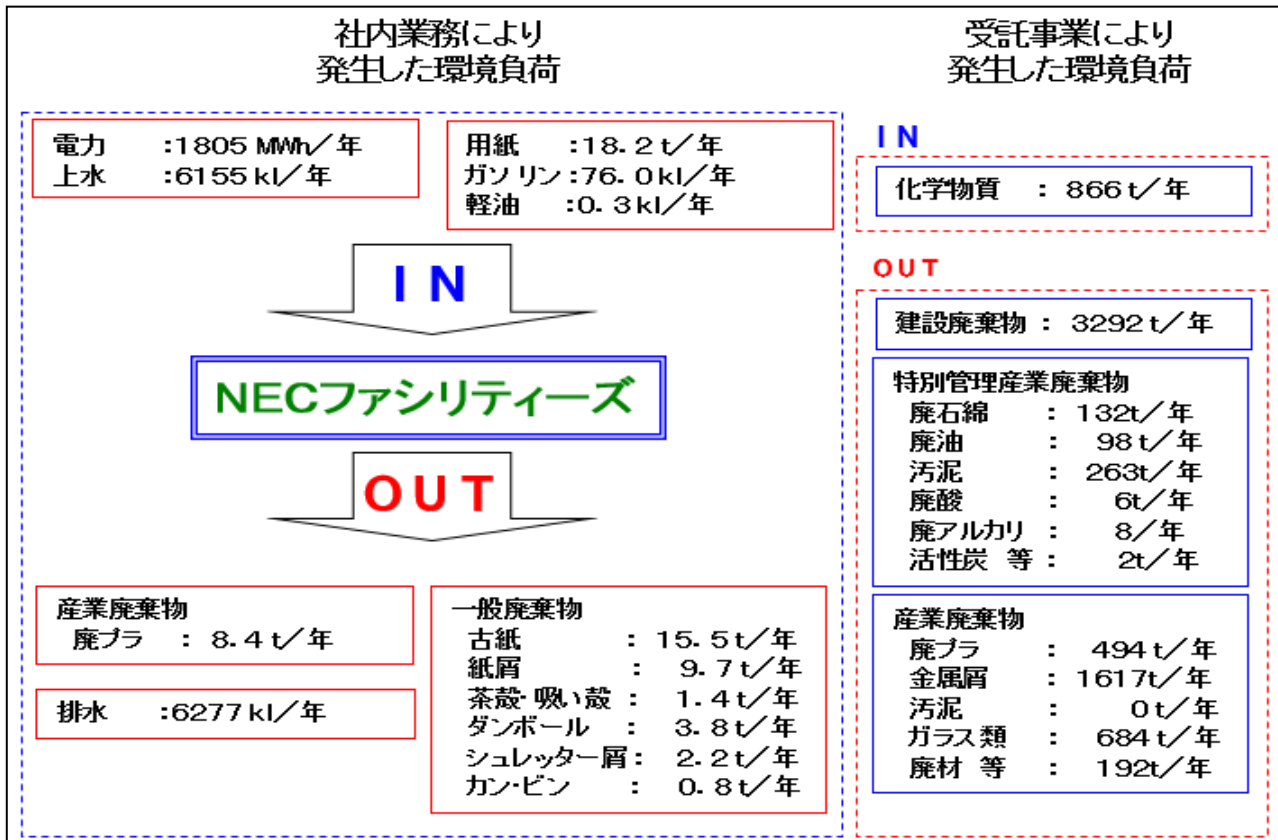 社内業務により
発生した環境負荷
電力 :1805 MWh/年
上水 :6155 kl/年
用紙 :18.2 t/年
ガソリン:76.0 kl/年
軽油 :0.3 kl/年
IN
NECファシリティーズ
OUT
産業廃棄物
廃プラ : 8.4 t/年
排水 :6277 kl/年
一般廃棄物
古紙 : 15.5 t/年
紙屑 : 9.7 t/年
茶殻・吸い殻 : 1.4 t/年
ダンボール : 3.8 t/年
シュレッター屑 : 2.2 t/年
カン・ビン : 0.8 t/年
受託事業により
発生した環境負荷
IN
化学物質 : 866 t/年
OUT
建設廃棄物 : 3292 t/年
特別管理産業廃棄物
廃石綿 : 132t/年
廃油 : 98 t/年
汚泥 : 263t/年
廃酸 : 6t/年
廃アルカリ : 8/年
活性炭 等 : 2t/年
産業廃棄物
廃プラ : 494 t/年
金属屑 : 1617t/年
汚泥 : 0 t/年
ガラス類 : 684 t/年
廃材 等 : 192t/年